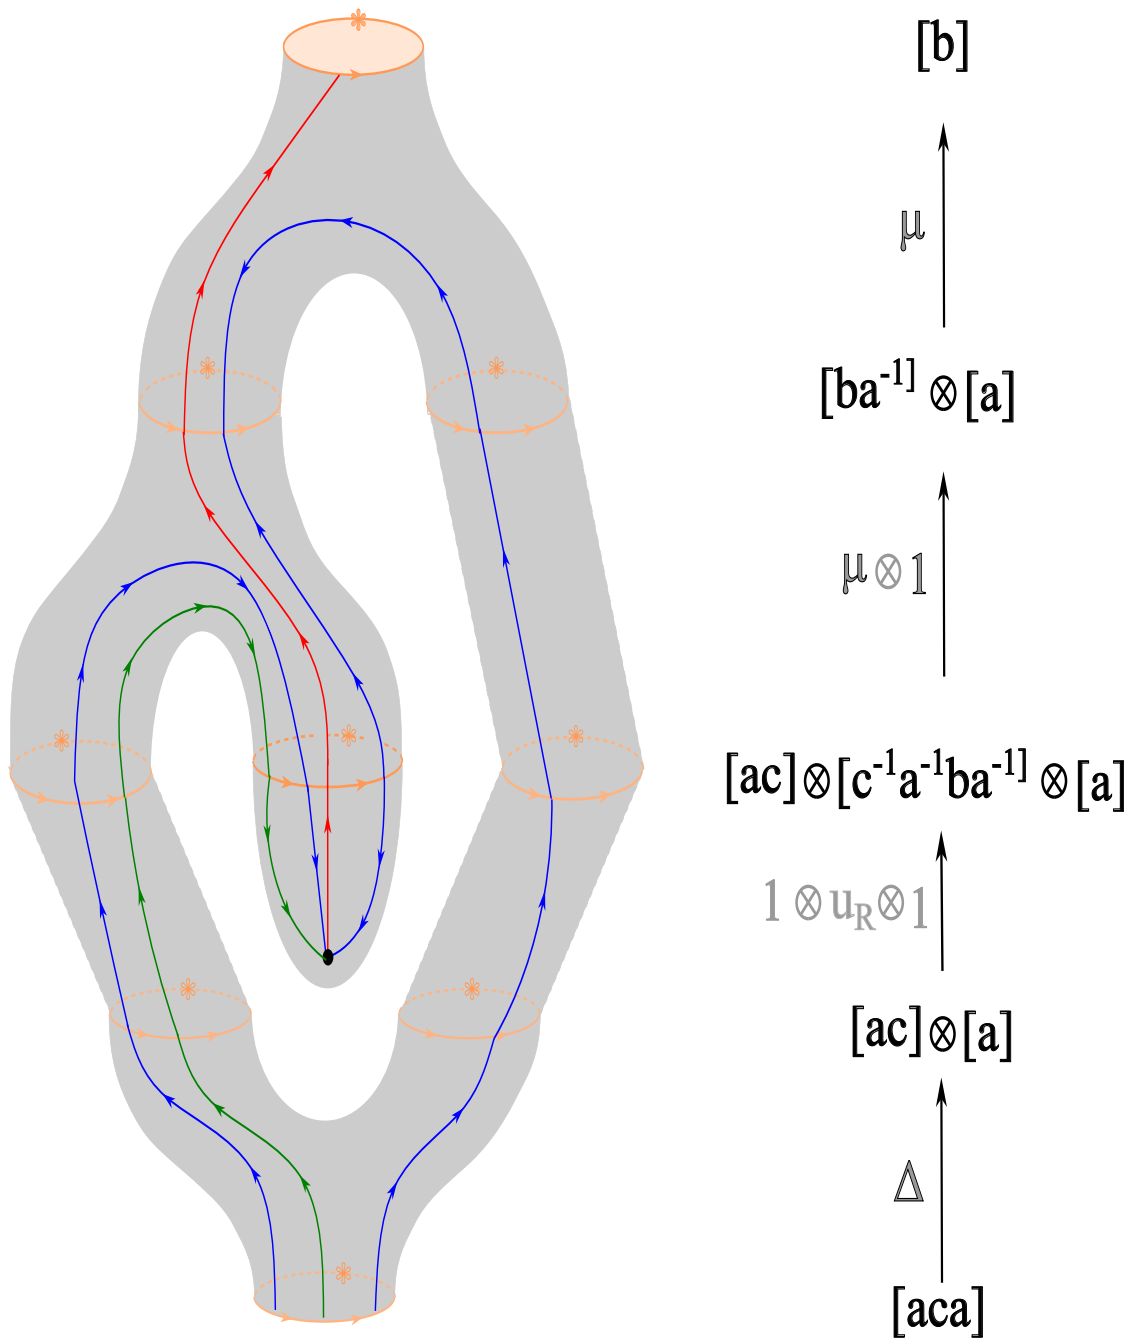 [b]
μ
[ba⁻¹] ⊗ [a]
μ ⊗ 1
[ac] ⊗ [c⁻¹a⁻¹ba⁻¹] ⊗ [a]
1 ⊗ u_R ⊗ 1
[ac] ⊗ [a]
Δ
[aca]